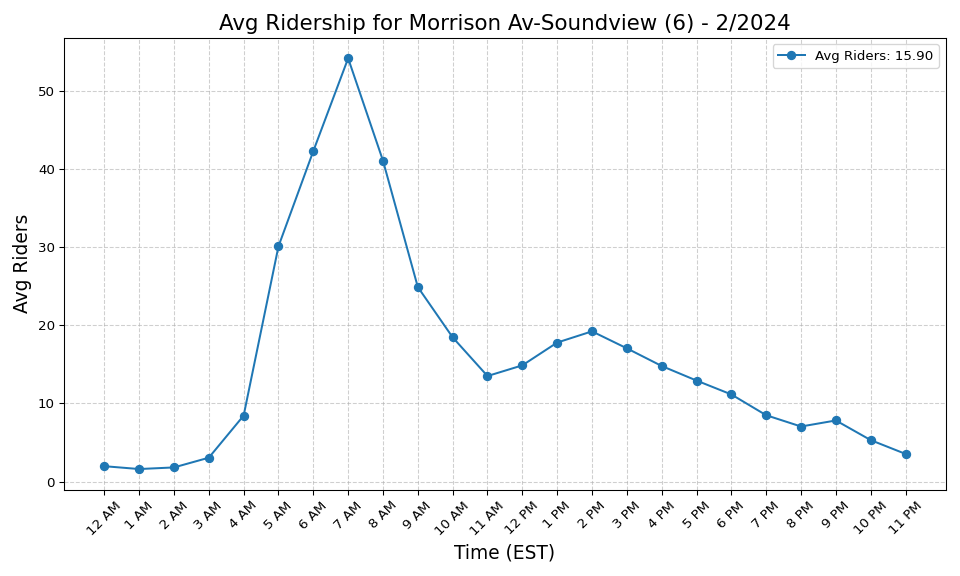 Avg Ridership for Morrison Av-Soundview (6) - 2/2024
Avg Riders: 15.90
Avg Riders
50
40
30
20
10
0
12 AM
1 AM
2 AM
3 AM
4 AM
5 AM
6 AM
7 AM
8 AM
9 AM
10 AM
11 AM
12 PM
1 PM
2 PM
3 PM
4 PM
5 PM
6 PM
7 PM
8 PM
9 PM
10 PM
11 PM
Time (EST)